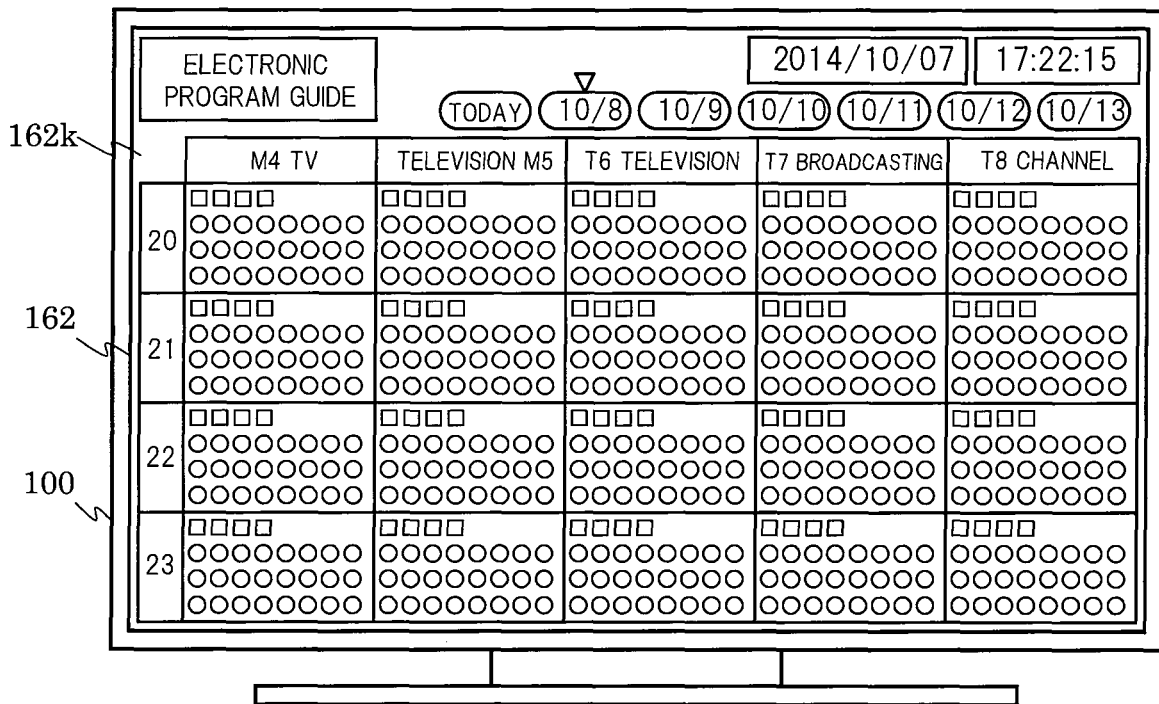 ELECTRONIC
PROGRAM GUIDE
2014/10/07 17:22:15
TODAY 10/8 10/9 10/10 10/11 10/12 10/13
162k
M4 TV TELEVISION M5 T6 TELEVISION T7 BROADCASTING T8 CHANNEL
□□□□ □□□□ □□□□ □□□□ □□□□
20 ○○○○○○○○ ○○○○○○○○ ○○○○○○○○ ○○○○○○○○ ○○○○○○○○
○○○○○○○○ ○○○○○○○○ ○○○○○○○○ ○○○○○○○○ ○○○○○○○○
○○○○○○○○ ○○○○○○○○ ○○○○○○○○ ○○○○○○○○ ○○○○○○○○
162
□□□□ □□□□ □□□□ □□□□ □□□□
21 ○○○○○○○○ ○○○○○○○○ ○○○○○○○○ ○○○○○○○○ ○○○○○○○○
○○○○○○○○ ○○○○○○○○ ○○○○○○○○ ○○○○○○○○ ○○○○○○○○
○○○○○○○○ ○○○○○○○○ ○○○○○○○○ ○○○○○○○○ ○○○○○○○○
□□□□ □□□□ □□□□ □□□□ □□□□
22 ○○○○○○○○ ○○○○○○○○ ○○○○○○○○ ○○○○○○○○ ○○○○○○○○
○○○○○○○○ ○○○○○○○○ ○○○○○○○○ ○○○○○○○○ ○○○○○○○○
○○○○○○○○ ○○○○○○○○ ○○○○○○○○ ○○○○○○○○ ○○○○○○○○
100
□□□□ □□□□ □□□□ □□□□ □□□□
23 ○○○○○○○○ ○○○○○○○○ ○○○○○○○○ ○○○○○○○○ ○○○○○○○○
○○○○○○○○ ○○○○○○○○ ○○○○○○○○ ○○○○○○○○ ○○○○○○○○
○○○○○○○○ ○○○○○○○○ ○○○○○○○○ ○○○○○○○○ ○○○○○○○○